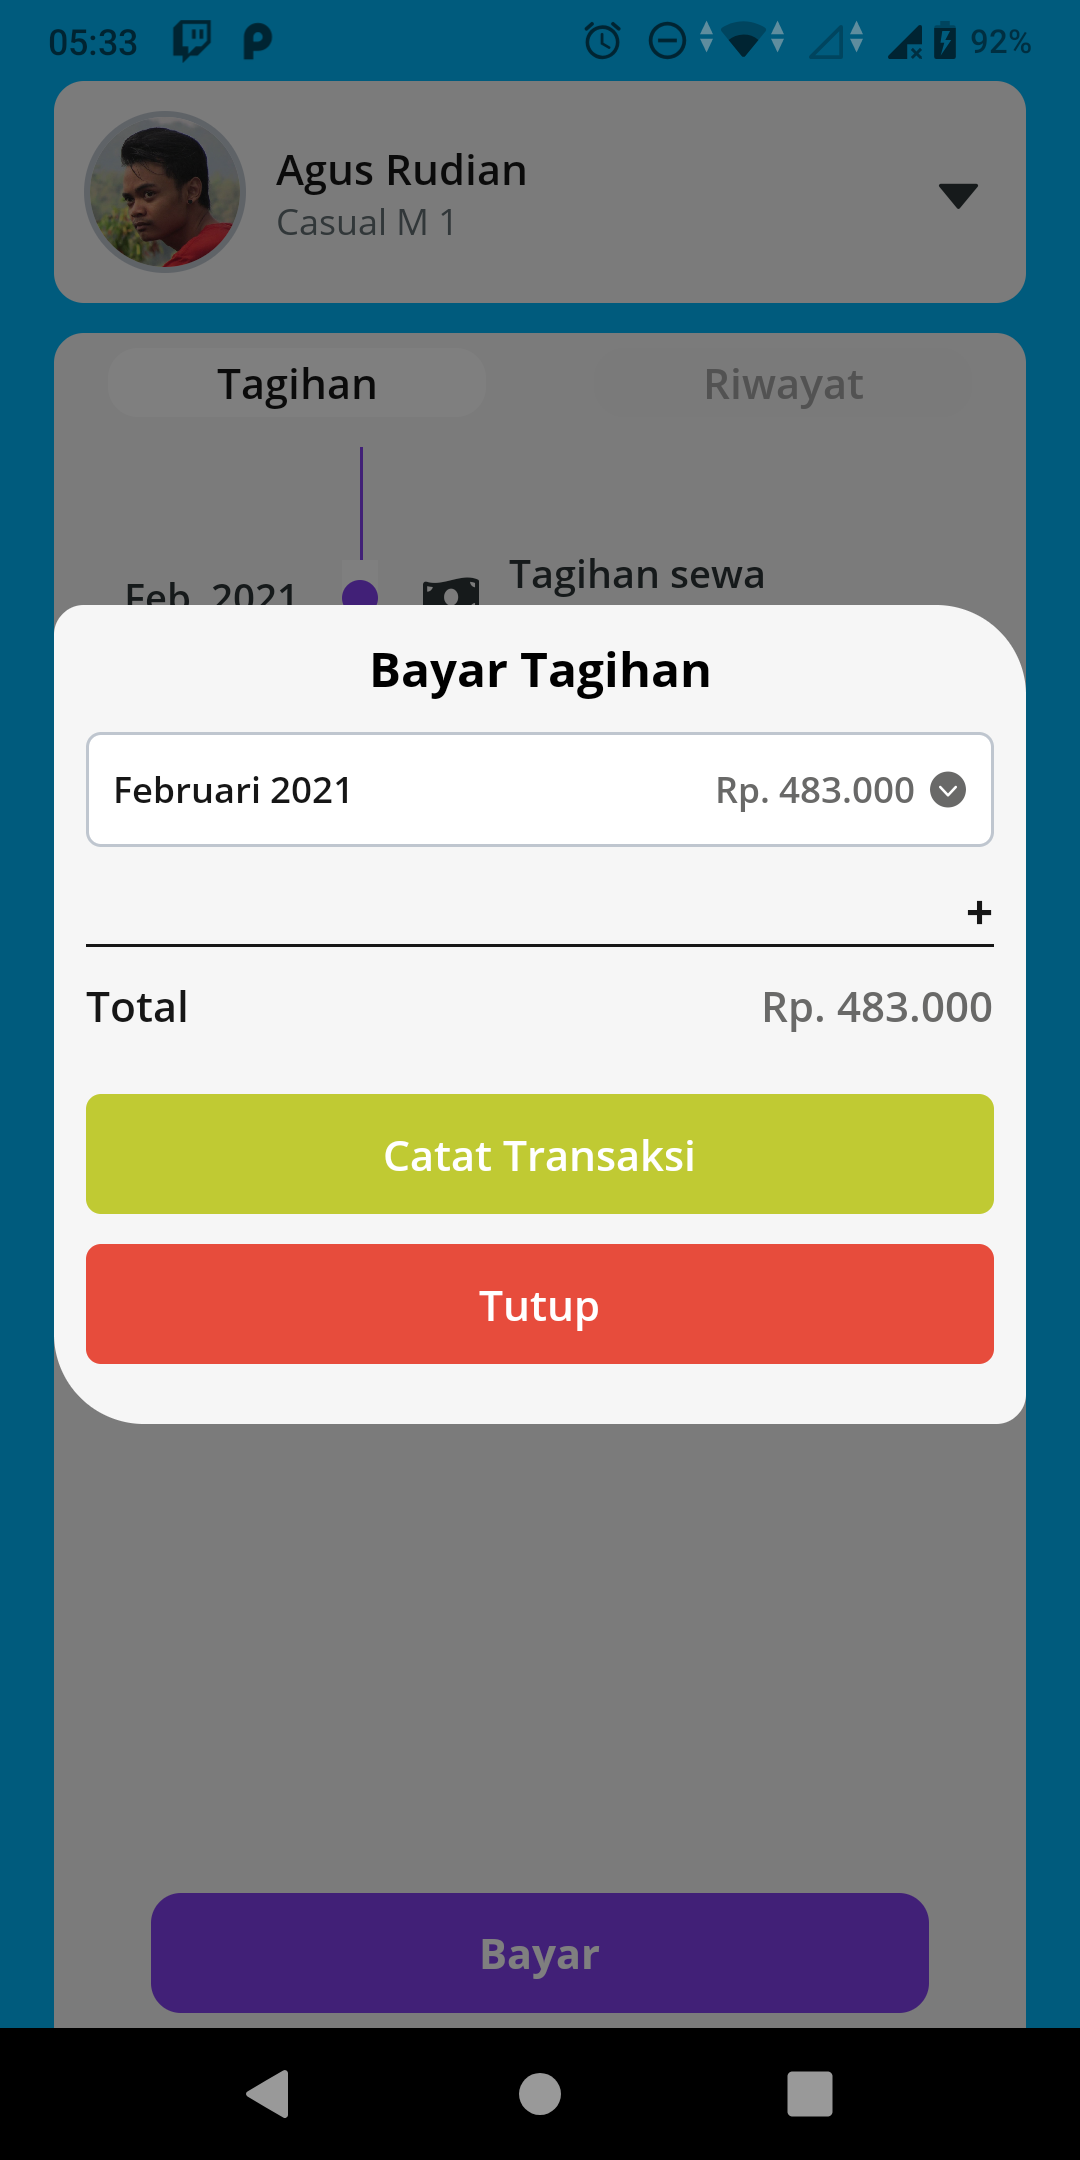 05:33
92%
Agus Rudian
Casual M 1
Tagihan
Riwayat
Feb, 2021
Tagihan sewa
Bayar Tagihan
Februari 2021
Rp. 483.000
+
Total
Rp. 483.000
Catat Transaksi
Tutup
Bayar